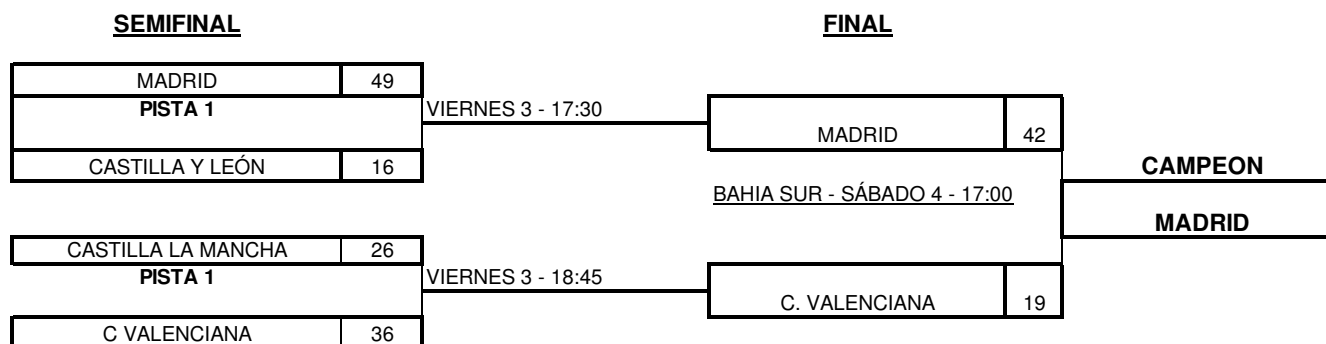 SEMIFINAL
FINAL
MADRID 49
PISTA 1
VIERNES 3 - 17:30
MADRID 42
CASTILLA Y LEÓN 16
CAMPEON
BAHIA SUR - SÁBADO 4 - 17:00
MADRID
CASTILLA LA MANCHA 26
PISTA 1
VIERNES 3 - 18:45
C. VALENCIANA 19
C VALENCIANA 36